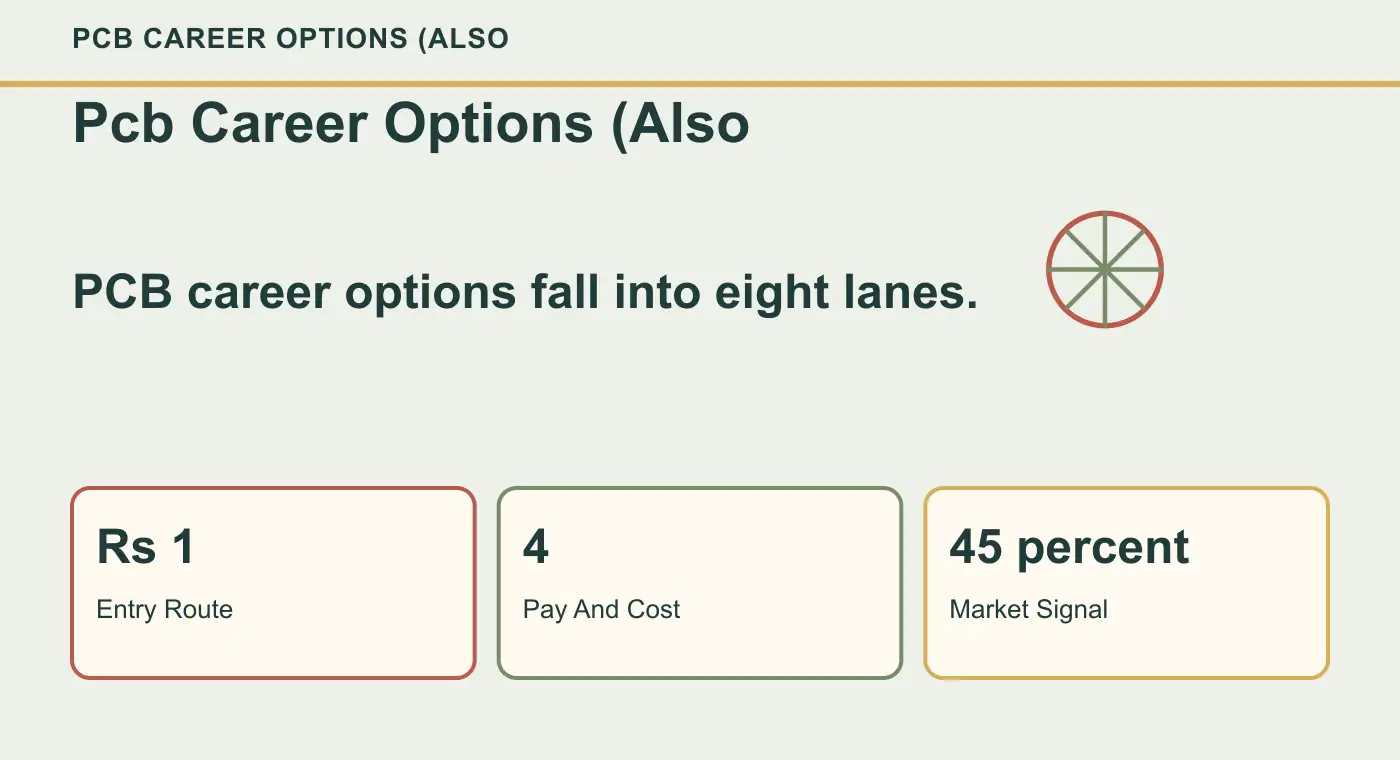 PCB CAREER OPTIONS (ALSO
Pcb Career Options (Also
PCB career options fall into eight lanes.
Rs 1
Entry Route
4
Pay And Cost
45 percent
Market Signal